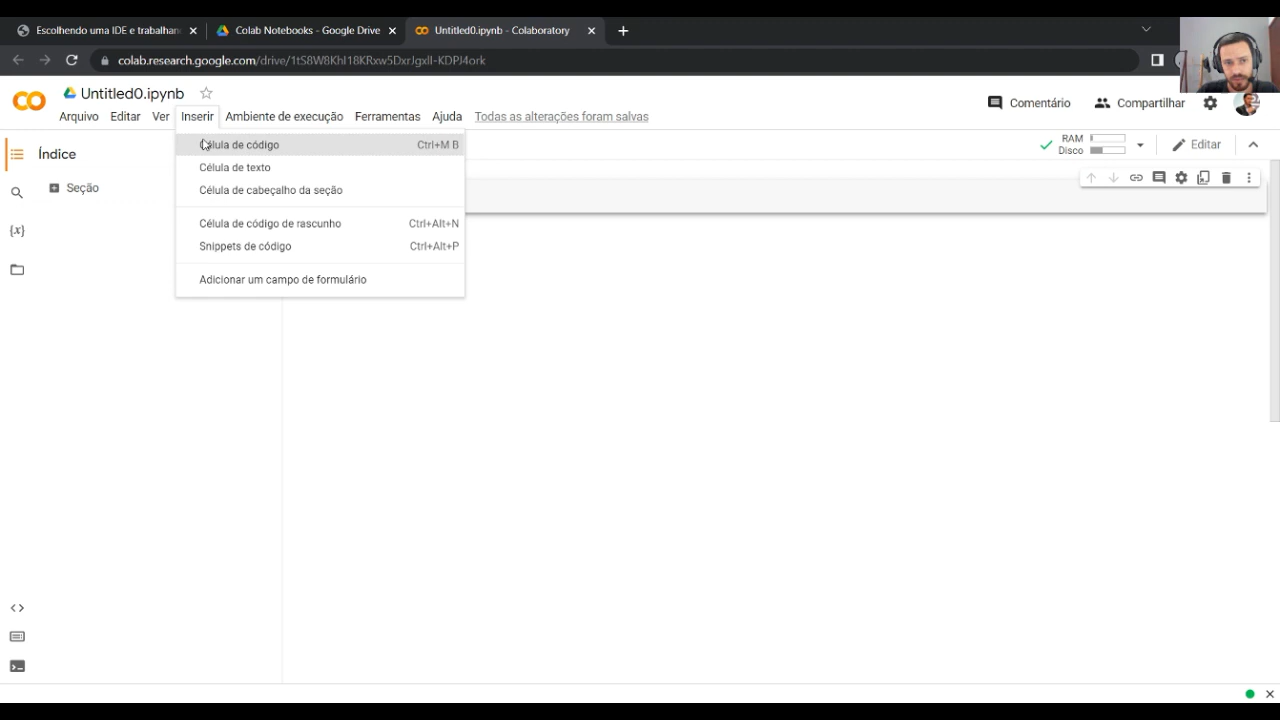 Escolhendo uma IDE e trabalhan
Colab Notebooks - Google Drive
Untitled0.ipynb - Colaboratory
colab.research.google.com/drive/1tS8W8KhI18KRxw5DxrJgxlI-KDPJ4ork
Untitled0.ipynb
Arquivo Editar Ver Inserir Ambiente de execução Ferramentas Ajuda Todas as alterações foram salvas
Comentário Compartilhar
Índice
Seção
Célula de código Ctrl+M B
Célula de texto
Célula de cabeçalho da seção
Célula de código de rascunho Ctrl+Alt+N
Snippets de código Ctrl+Alt+P
Adicionar um campo de formulário
RAM
Disco
Editar
{x}